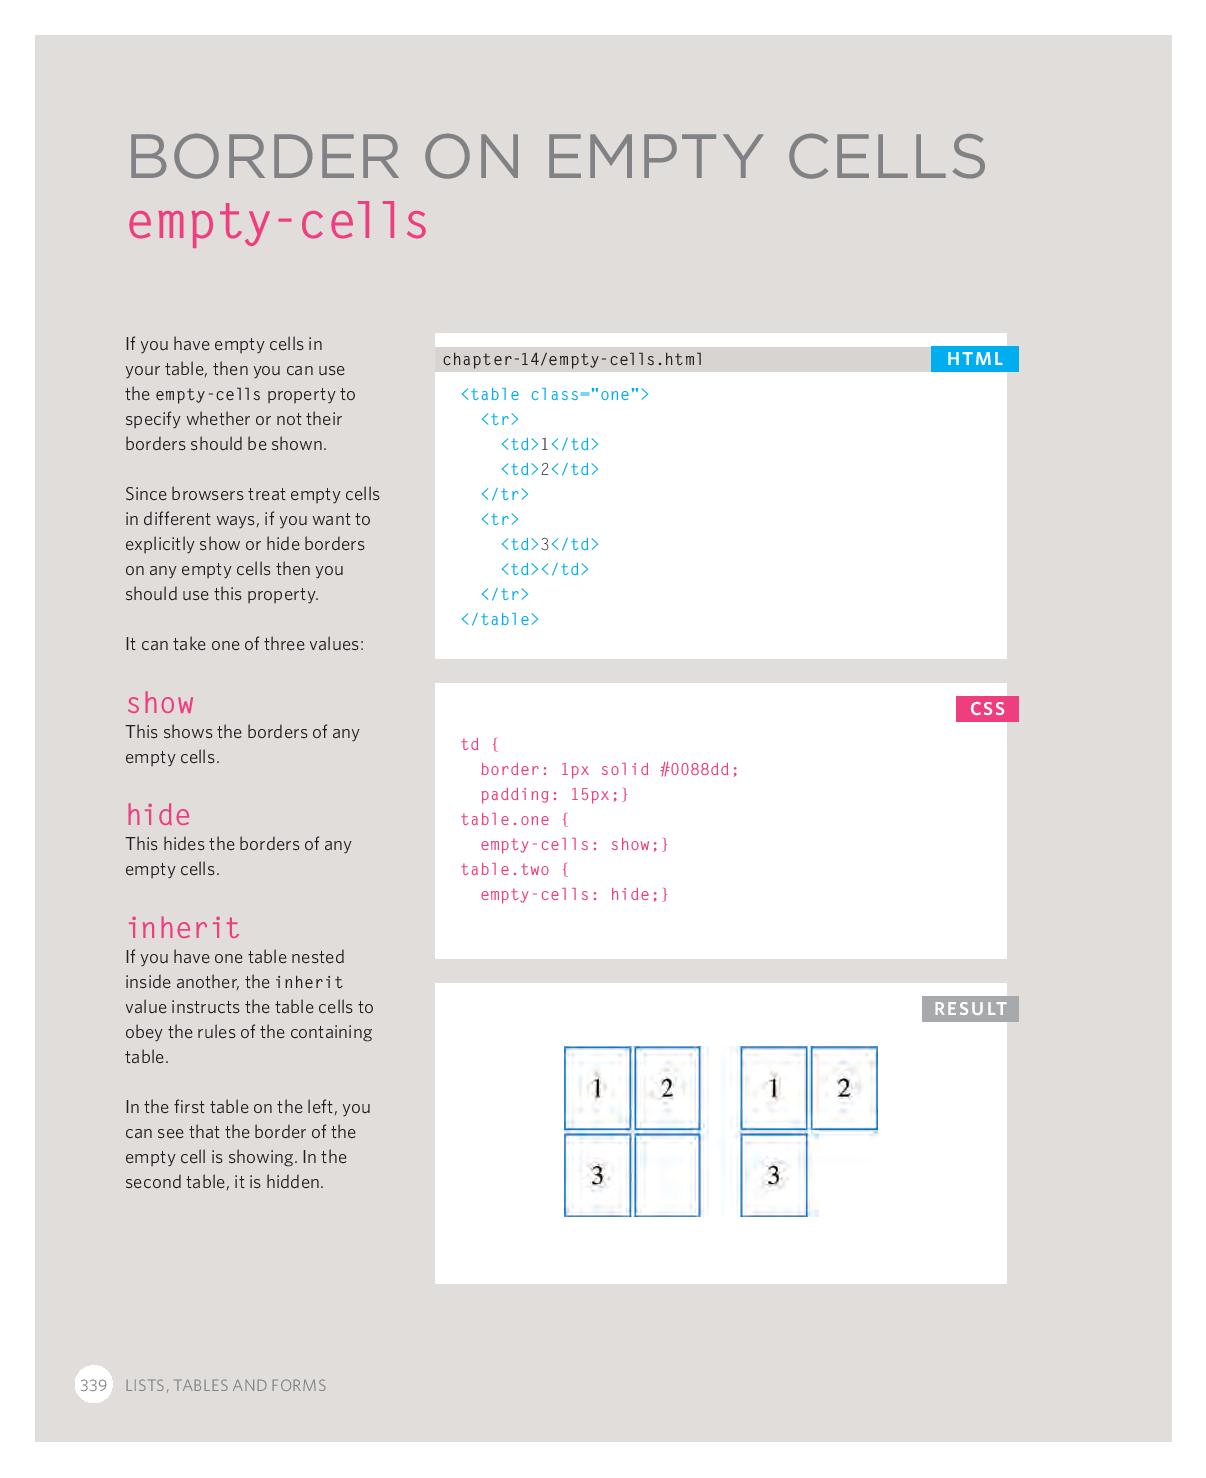 BORDER ON EMPTY CELLS
empty-cells
If you have empty cells in
your table, then you can use
the empty-cells property to
specify whether or not their
borders should be shown.
Since browsers treat empty cells
in different ways, if you want to
explicitly show or hide borders
on any empty cells then you
should use this property.
It can take one of three values:
show
This shows the borders of any
empty cells.
hide
This hides the borders of any
empty cells.
inherit
If you have one table nested
inside another, the inherit
value instructs the table cells to
obey the rules of the containing
table.
In the first table on the left, you
can see that the border of the
empty cell is showing. In the
second table, it is hidden.
chapter-14/empty-cells.html
HTML
<table class="one">
  <tr>
    <td>1</td>
    <td>2</td>
  </tr>
  <tr>
    <td>3</td>
    <td></td>
  </tr>
</table>
CSS
td {
  border: 1px solid #0088dd;
  padding: 15px;}
table.one {
  empty-cells: show;}
table.two {
  empty-cells: hide;}
RESULT
1 2 1 2
3 3
339 LISTS, TABLES AND FORMS